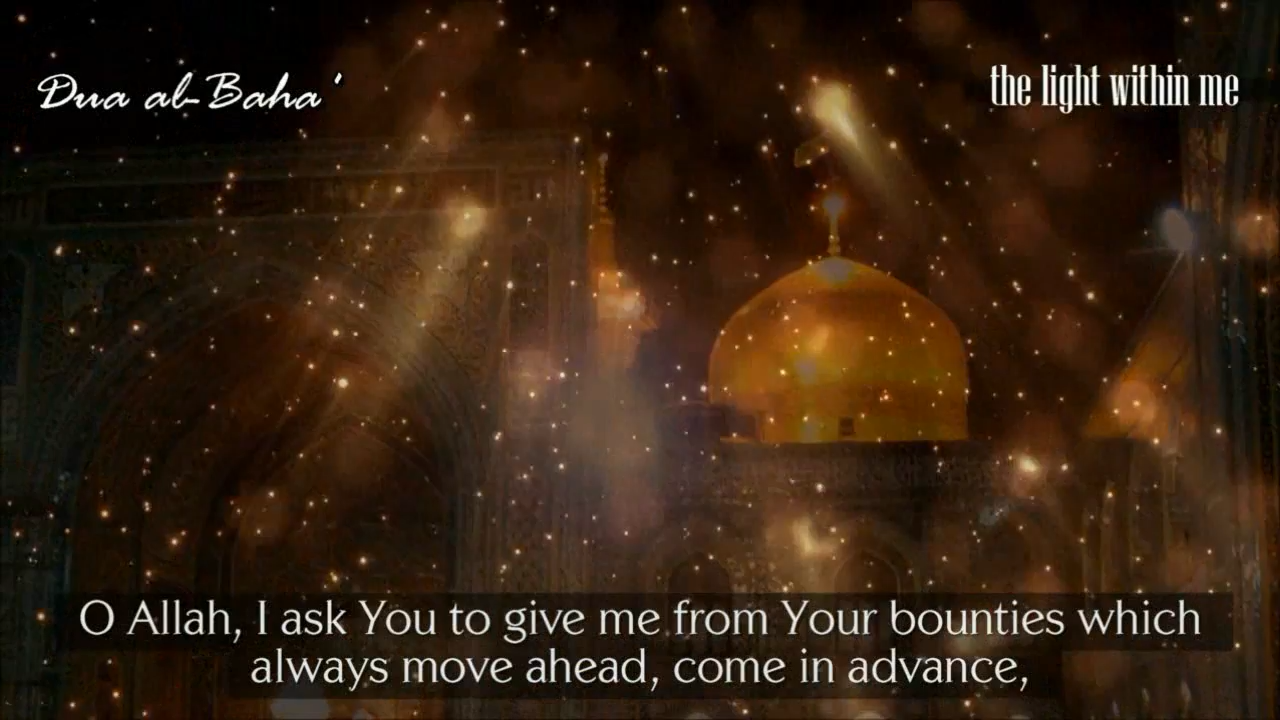 Dua al-Baha'
the light within me
O Allah, I ask You to give me from Your bounties which
always move ahead, come in advance,